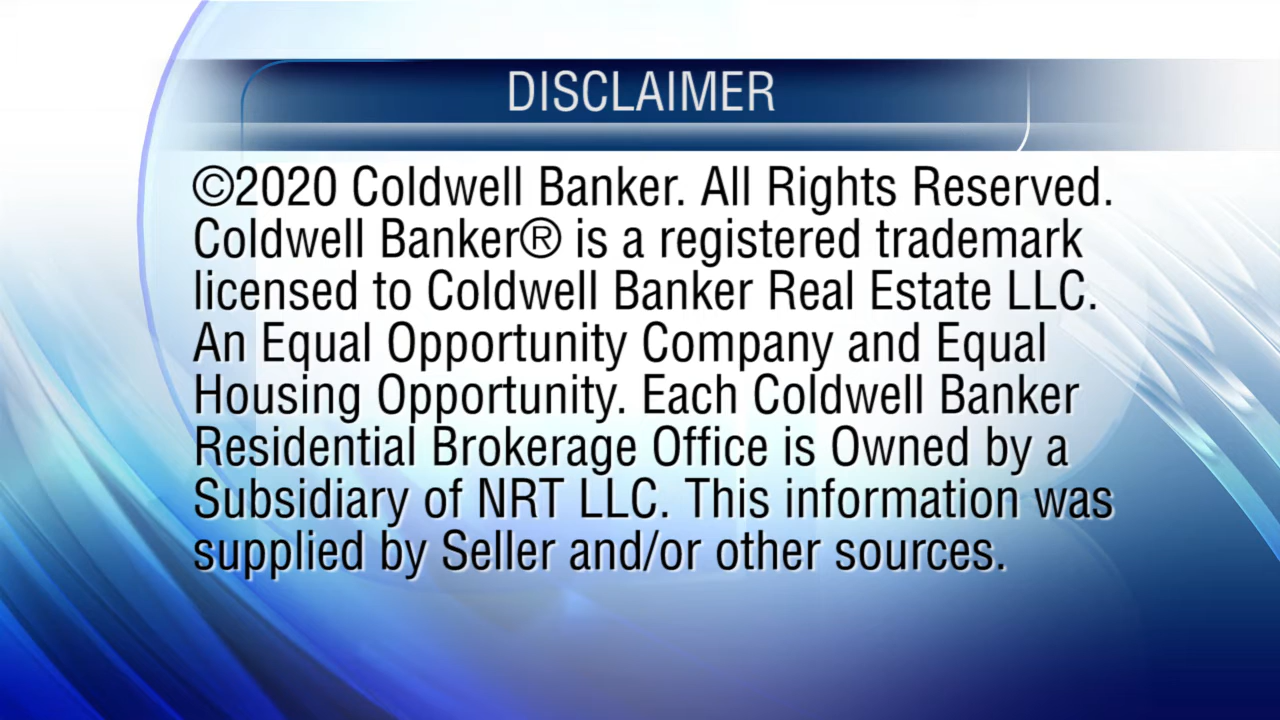 DISCLAIMER
©2020 Coldwell Banker. All Rights Reserved.
Coldwell Banker® is a registered trademark
licensed to Coldwell Banker Real Estate LLC.
An Equal Opportunity Company and Equal
Housing Opportunity. Each Coldwell Banker
Residential Brokerage Office is Owned by a
Subsidiary of NRT LLC. This information was
supplied by Seller and/or other sources.